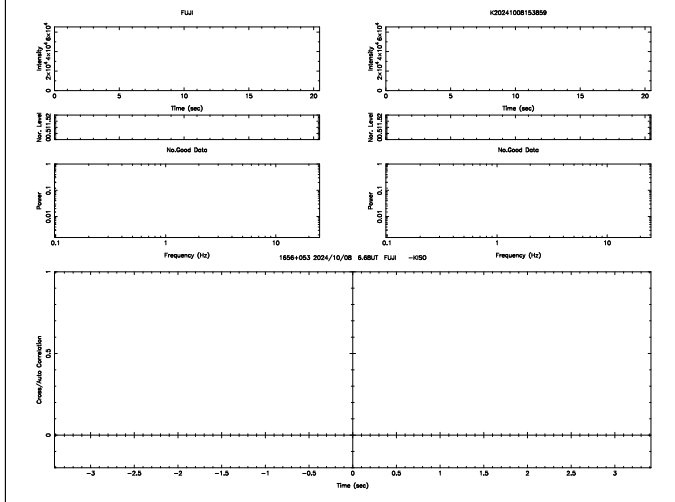 FUJI K20241008153859
Intensity 0 2×10⁴ 4×10⁴ 6×10⁴ Intensity 0 2×10⁴ 4×10⁴ 6×10⁴
0 5 10 15 20 0 5 10 15 20
Time (sec) Time (sec)
Nor. Level 0 0.5 1 1.5 2 Nor. Level 0 0.5 1 1.5 2
No.Good Data No.Good Data
Power 0.01 0.1 1 Power 0.01 0.1 1
0.1 1 10 0.1 1 10
Frequency (Hz) Frequency (Hz)
1656+053 2024/10/08 6.68UT FUJI -KISO
Cross/Auto Correlation 0 0.5 1
-3 -2.5 -2 -1.5 -1 -0.5 0 0.5 1 1.5 2 2.5 3
Time (sec)